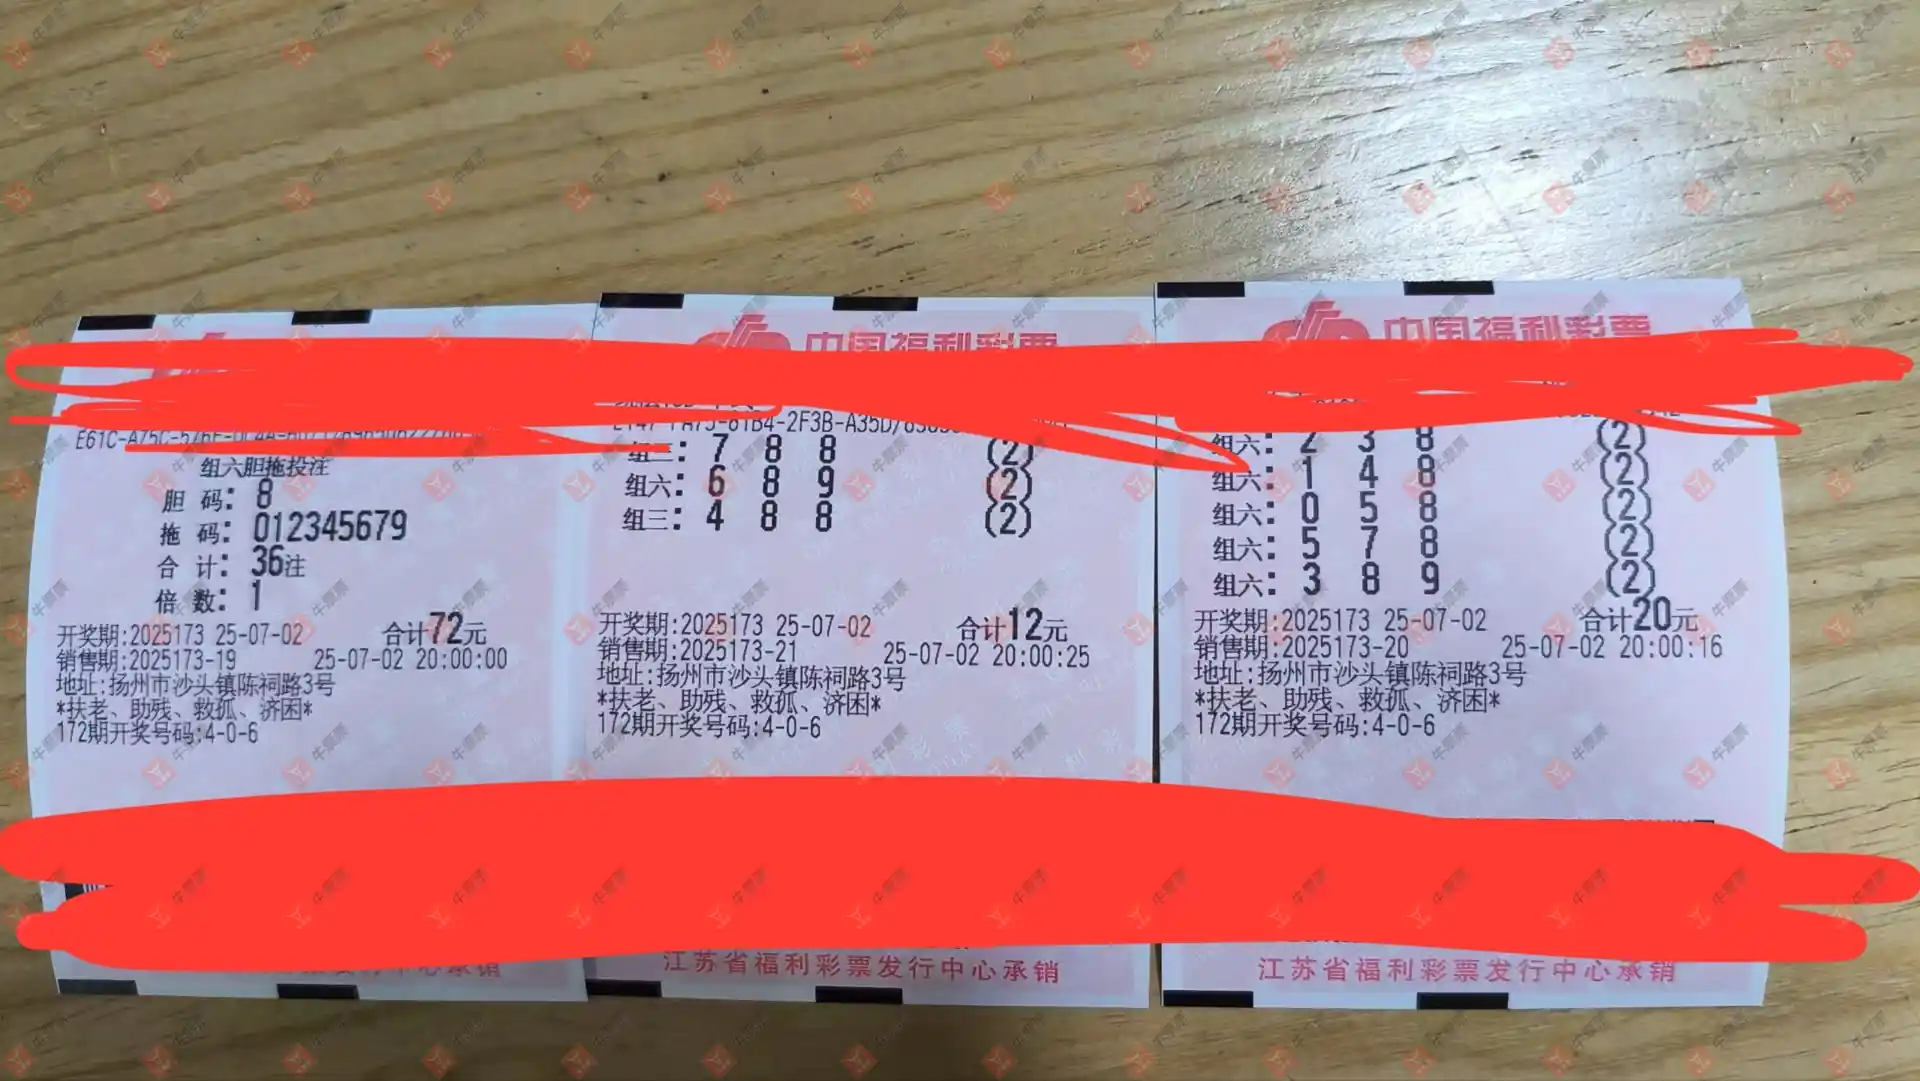 组六胆拖投注
胆 码: 8
拖 码: 012345679
合 计: 36注
倍 数: 1
开奖期:2025173 25-07-02 合计72元
销售期:2025173-19 25-07-02 20:00:00
地址:扬州市沙头镇陈祠路3号
*扶老、助残、救孤、济困*
172期开奖号码:4-0-6
中国福利彩票
组三: 7 8 8 (2)
组六: 6 8 9 (2)
组三: 4 8 8 (2)
开奖期:2025173 25-07-02 合计12元
销售期:2025173-21 25-07-02 20:00:25
地址:扬州市沙头镇陈祠路3号
*扶老、助残、救孤、济困*
172期开奖号码:4-0-6
江苏省福利彩票发行中心承销
中国福利彩票
组六: 2 3 8 (2)
组六: 1 4 8 (2)
组六: 0 5 8 (2)
组六: 5 7 8 (2)
组六: 3 8 9 (2)
开奖期:2025173 25-07-02 合计20元
销售期:2025173-20 25-07-02 20:00:16
地址:扬州市沙头镇陈祠路3号
*扶老、助残、救孤、济困*
172期开奖号码:4-0-6
江苏省福利彩票发行中心承销